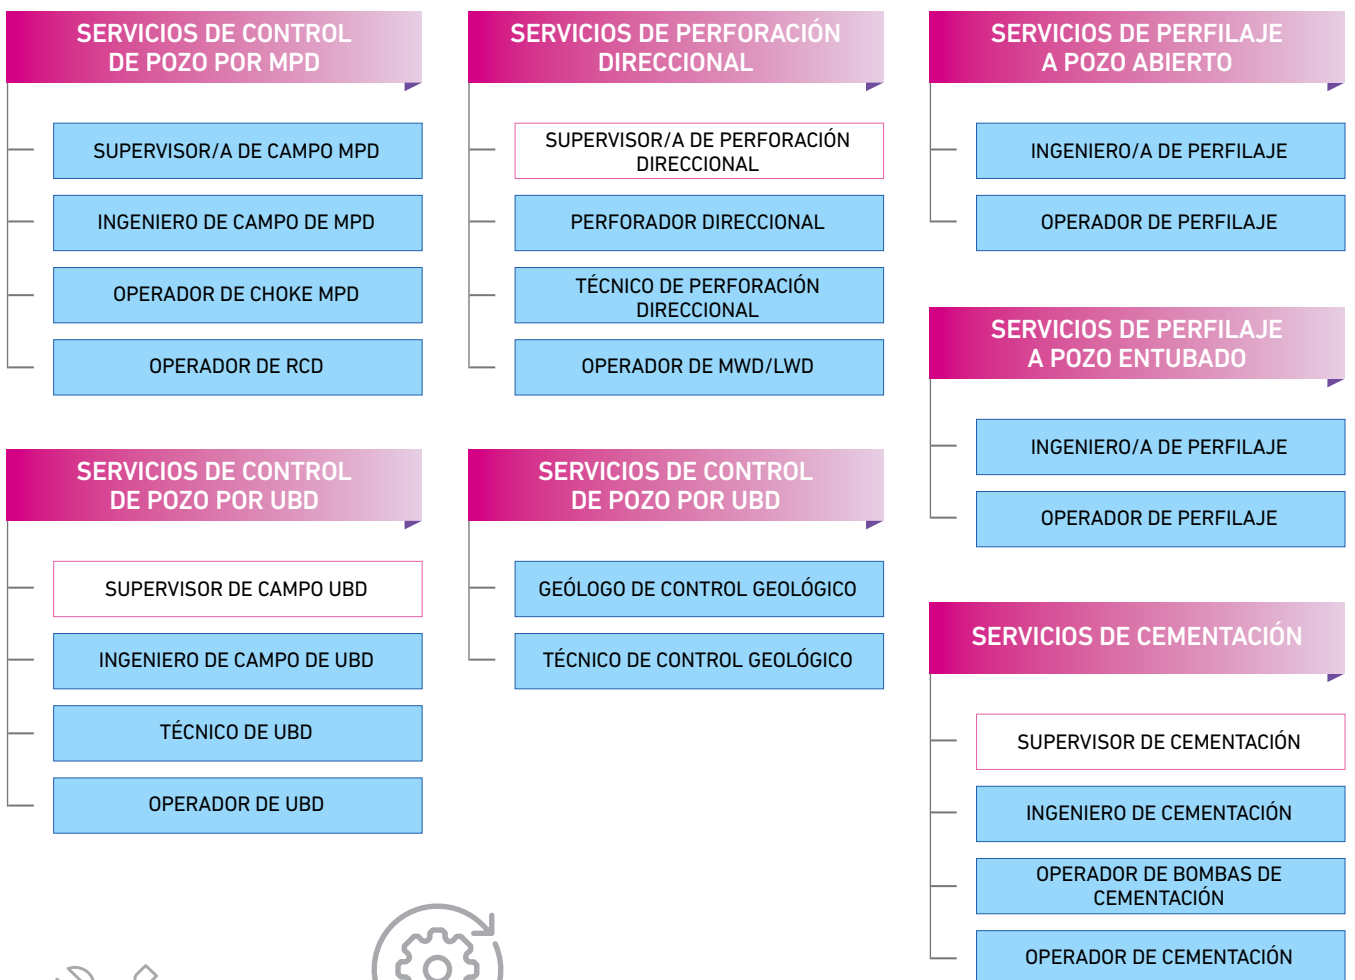 SERVICIOS DE CONTROL
DE POZO POR MPD
SUPERVISOR/A DE CAMPO MPD
INGENIERO DE CAMPO DE MPD
OPERADOR DE CHOKE MPD
OPERADOR DE RCD
SERVICIOS DE CONTROL
DE POZO POR UBD
SUPERVISOR DE CAMPO UBD
INGENIERO DE CAMPO DE UBD
TÉCNICO DE UBD
OPERADOR DE UBD
SERVICIOS DE PERFORACIÓN
DIRECCIONAL
SUPERVISOR/A DE PERFORACIÓN
DIRECCIONAL
PERFORADOR DIRECCIONAL
TÉCNICO DE PERFORACIÓN
DIRECCIONAL
OPERADOR DE MWD/LWD
SERVICIOS DE CONTROL
DE POZO POR UBD
GEÓLOGO DE CONTROL GEOLÓGICO
TÉCNICO DE CONTROL GEOLÓGICO
SERVICIOS DE PERFILAJE
A POZO ABIERTO
INGENIERO/A DE PERFILAJE
OPERADOR DE PERFILAJE
SERVICIOS DE PERFILAJE
A POZO ENTUBADO
INGENIERO/A DE PERFILAJE
OPERADOR DE PERFILAJE
SERVICIOS DE CEMENTACIÓN
SUPERVISOR DE CEMENTACIÓN
INGENIERO DE CEMENTACIÓN
OPERADOR DE BOMBAS DE
CEMENTACIÓN
OPERADOR DE CEMENTACIÓN